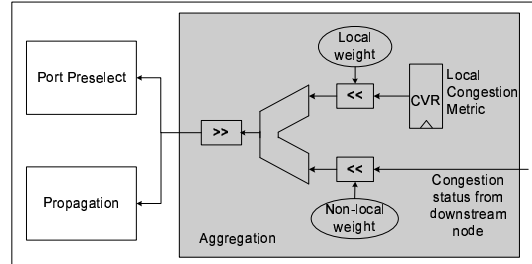 Port Preselect
Propagation
>>
Local
weight
<<
CVR
Local
Congestion
Metric
<<
Non-local
weight
Congestion
status from
downstream
node
Aggregation